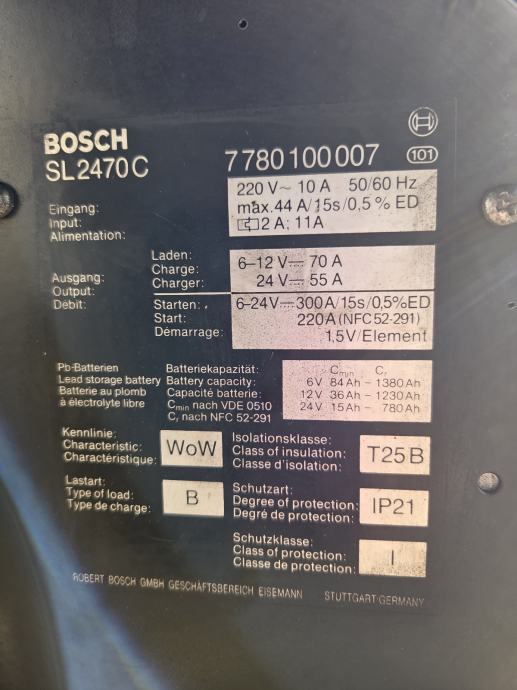 BOSCH
SL2470C 7780100007 101
Eingang:
Input:
Alimentation:
220 V~ 10 A 50/60 Hz
max. 44 A/15s/0,5% ED
2 A; 11A
Ausgang:
Output:
Débit:
Laden:
Charge:
Charger:
6–12 V⎓ 70 A
24 V⎓ 55 A
Starten:
Start:
Démarrage:
6–24V⎓300A/15s/0,5%ED
220A (NFC 52-291)
1,5V/Element
Pb-Batterien
Lead storage battery
Batterie au plomb
à électrolyte libre
Batteriekapazität:
Battery capacity:
Capacité batterie:
Cmin nach VDE 0510
Cr nach NFC 52-291
Cmin Cr
6V 84Ah – 1380Ah
12V 36Ah – 1230Ah
24V 15Ah – 780Ah
Kennlinie:
Characteristic:
Charactéristique:
WoW
Isolationsklasse:
Class of insulation:
Classe d'isolation:
T25B
Lastart:
Type of load:
Type de charge:
B
Schutzart:
Degree of protection:
Degré de protection:
IP21
Schutzklasse:
Class of protection:
Classe de protection:
I
ROBERT BOSCH GMBH GESCHÄFTSBEREICH EISEMANN STUTTGART-GERMANY